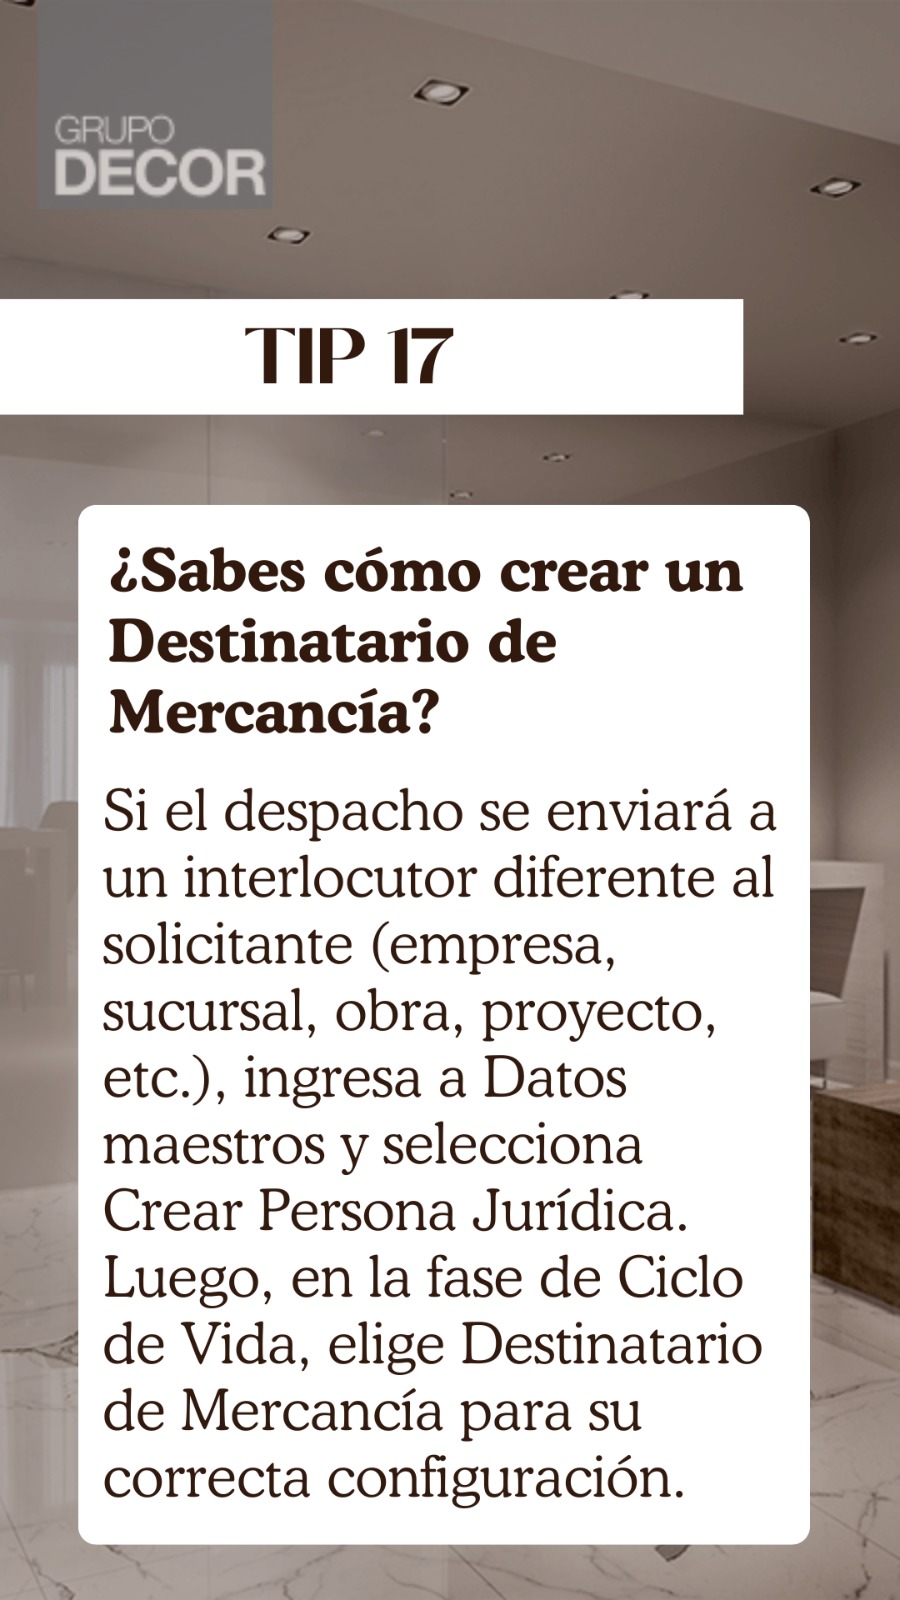 GRUPO
DECOR
TIP 17
¿Sabes cómo crear un
Destinatario de
Mercancía?
Si el despacho se enviará a
un interlocutor diferente al
solicitante (empresa,
sucursal, obra, proyecto,
etc.), ingresa a Datos
maestros y selecciona
Crear Persona Jurídica.
Luego, en la fase de Ciclo
de Vida, elige Destinatario
de Mercancía para su
correcta configuración.